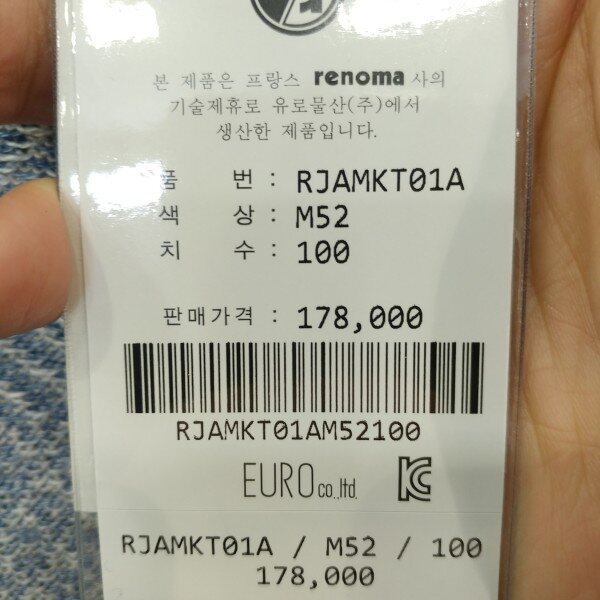 본 제품은 프랑스 renoma 사의
기술제휴로 유로물산(주)에서
생산한 제품입니다.
품 번 : RJAMKT01A
색 상 : M52
치 수 : 100
판매가격 : 178,000
RJAMKT01AM52100
EURO co.,ltd.
RJAMKT01A / M52 / 100
178,000